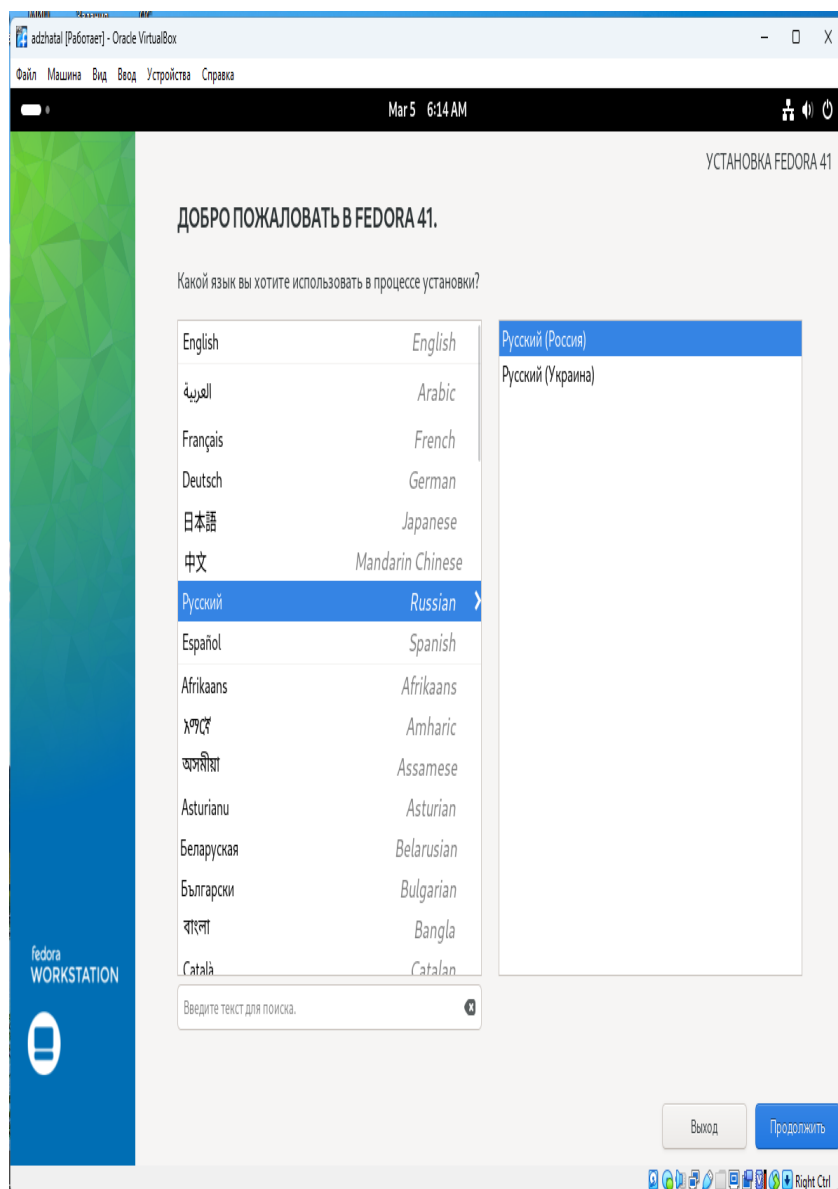 adzhatal [Работает] - Oracle VirtualBox
Файл Машина Вид Ввод Устройства Справка
Mar 5 6:14 AM
УСТАНОВКА FEDORA 41
ДОБРО ПОЖАЛОВАТЬ В FEDORA 41.
Какой язык вы хотите использовать в процессе установки?
English English
العربية Arabic
Français French
Deutsch German
日本語 Japanese
中文 Mandarin Chinese
Русский Russian
Español Spanish
Afrikaans Afrikaans
አማርኛ Amharic
অসমীয়া Assamese
Asturianu Asturian
Беларуская Belarusian
Български Bulgarian
বাংলা Bangla
Català Catalan
Русский (Россия)
Русский (Украина)
Введите текст для поиска.
fedora
WORKSTATION
Выход Продолжить
Right Ctrl